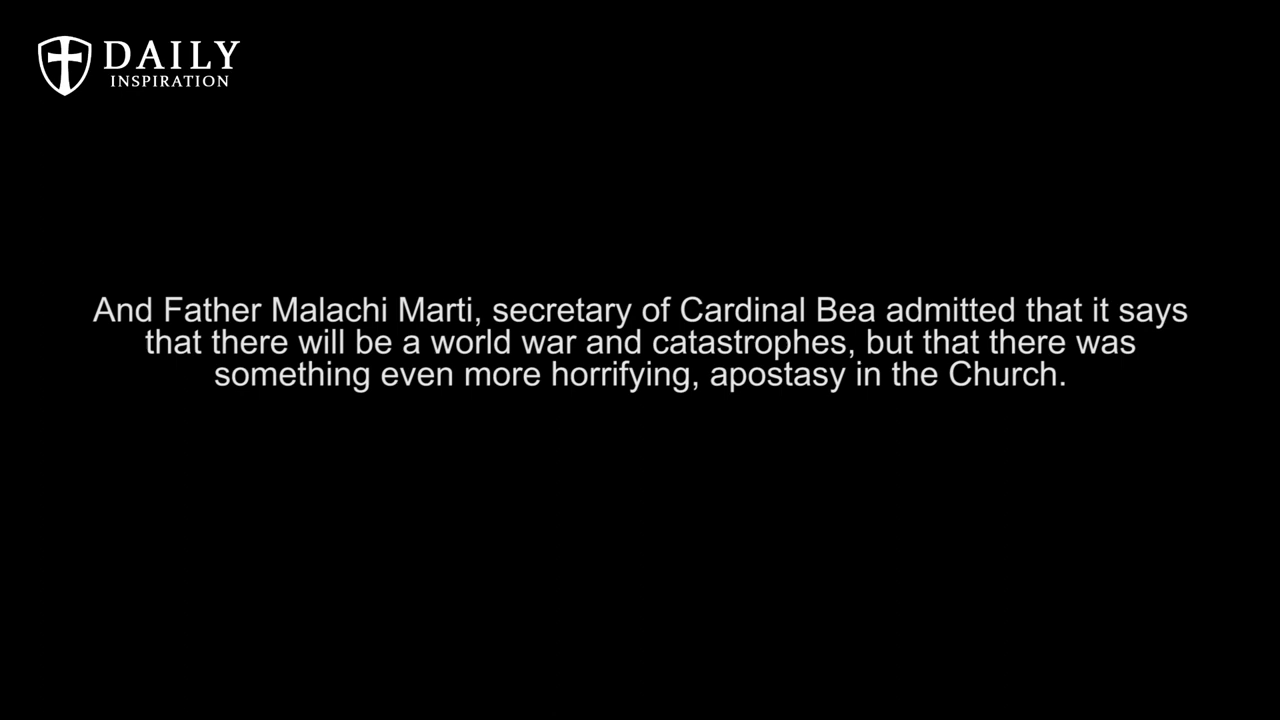 DAILY
INSPIRATION
And Father Malachi Marti, secretary of Cardinal Bea admitted that it says
that there will be a world war and catastrophes, but that there was
something even more horrifying, apostasy in the Church.